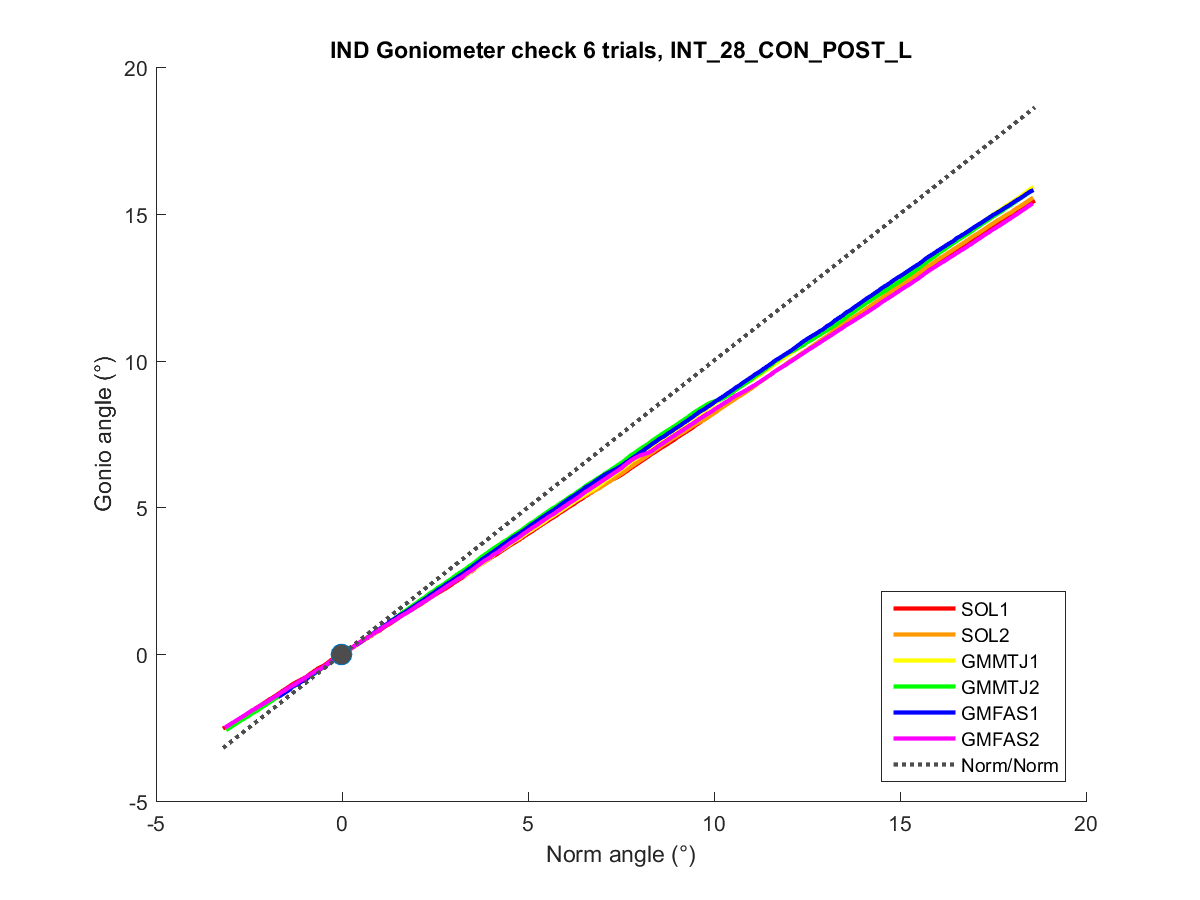 IND Goniometer check 6 trials, INT_28_CON_POST_L
20
15
10
5
0
-5
Gonio angle (°)
-5
0
5
10
15
20
Norm angle (°)
SOL1
SOL2
GMMTJ1
GMMTJ2
GMFAS1
GMFAS2
Norm/Norm